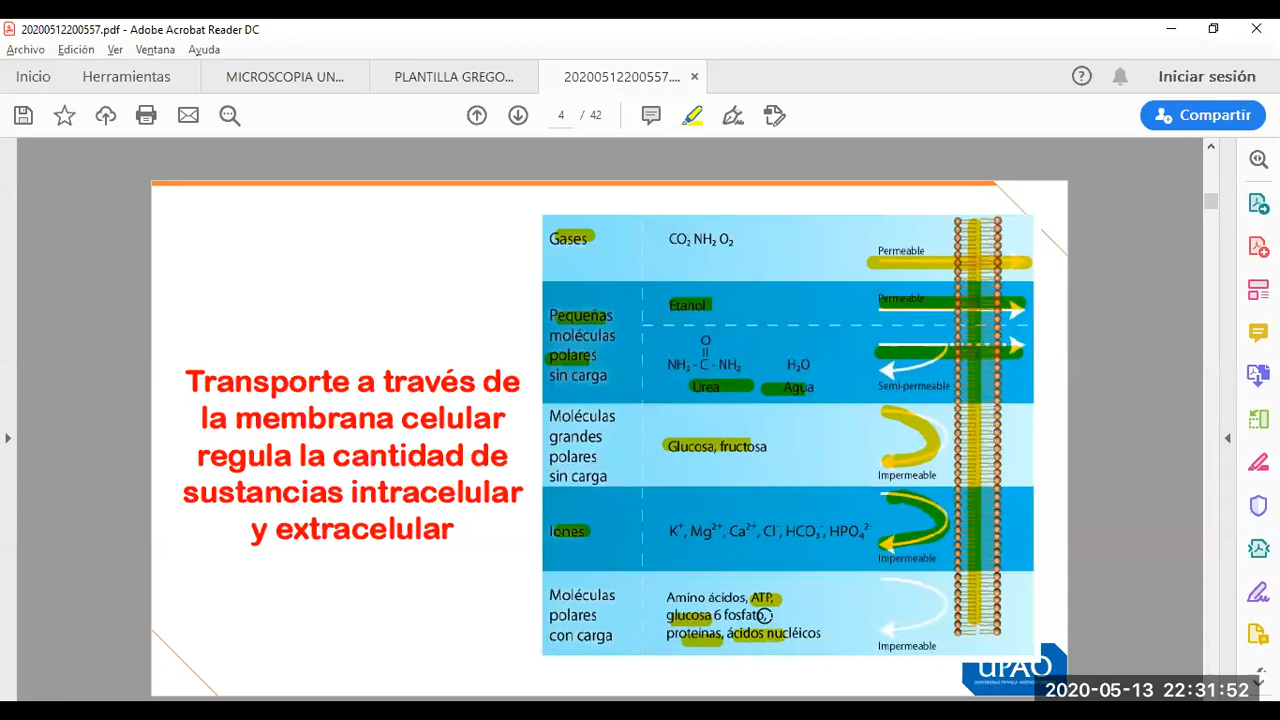 20200512200557.pdf - Adobe Acrobat Reader DC
Archivo Edición Ver Ventana Ayuda
Inicio Herramientas MICROSCOPIA UN... PLANTILLA GREGO... 20200512200557....
Iniciar sesión
4 / 42
Compartir
Transporte a través de
la membrana celular
regula la cantidad de
sustancias intracelular
y extracelular
Gases
CO₂ NH₂ O₂
Permeable
Pequeñas
moléculas
polares
sin carga
Etanol
Permeable
O
NH₂ - C - NH₂
H₂O
Urea
Agua
Semi-permeable
Moléculas
grandes
polares
sin carga
Glucosa, fructosa
Impermeable
Iones
K⁺, Mg²⁺, Ca²⁺, Cl⁻, HCO₃⁻, HPO₄²⁻
Impermeable
Moléculas
polares
con carga
Amino ácidos, ATP,
glucosa 6 fosfato,
proteinas, ácidos nucléicos
Impermeable
UPAO
2020-05-13 22:31:52